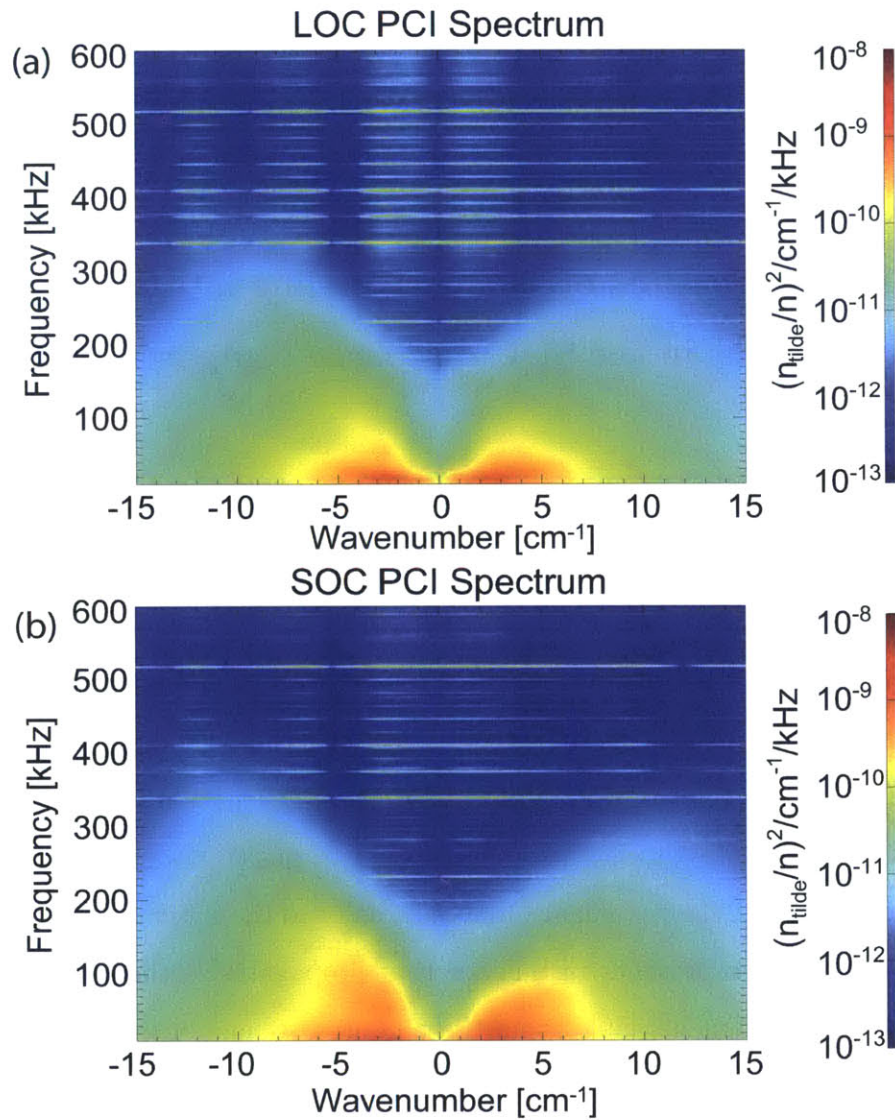 LOC PCI Spectrum
(a)
600
500
400
300
200
100
Frequency [kHz]
-15 -10 -5 0 5 10 15
Wavenumber [cm⁻¹]
10⁻⁸
10⁻⁹
10⁻¹⁰
10⁻¹¹
10⁻¹²
10⁻¹³
(n_tilde/n)²/cm⁻¹/kHz
SOC PCI Spectrum
(b)
600
500
400
300
200
100
Frequency [kHz]
-15 -10 -5 0 5 10 15
Wavenumber [cm⁻¹]
10⁻⁸
10⁻⁹
10⁻¹⁰
10⁻¹¹
10⁻¹²
10⁻¹³
(n_tilde/n)²/cm⁻¹/kHz